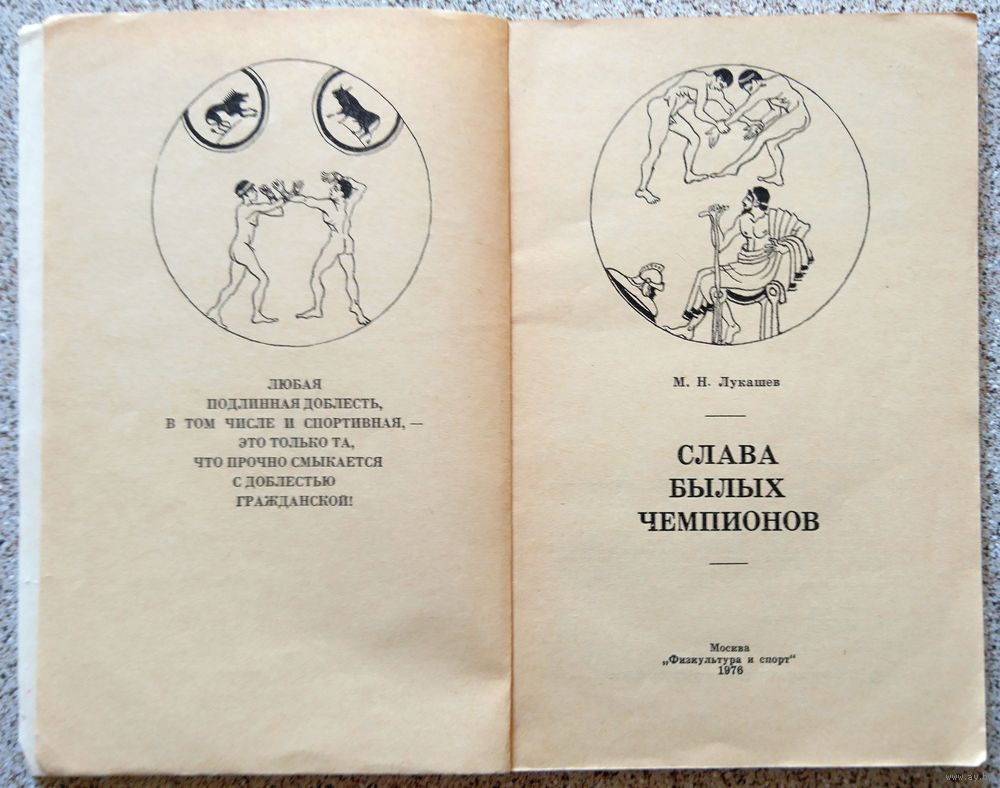 ЛЮБАЯ
ПОДЛИННАЯ ДОБЛЕСТЬ,
В ТОМ ЧИСЛЕ И СПОРТИВНАЯ, —
ЭТО ТОЛЬКО ТА,
ЧТО ПРОЧНО СМЫКАЕТСЯ
С ДОБЛЕСТЬЮ
ГРАЖДАНСКОЙ!
М. Н. Лукашев
СЛАВА
БЫЛЫХ
ЧЕМПИОНОВ
Москва
„Физкультура и спорт“
1976